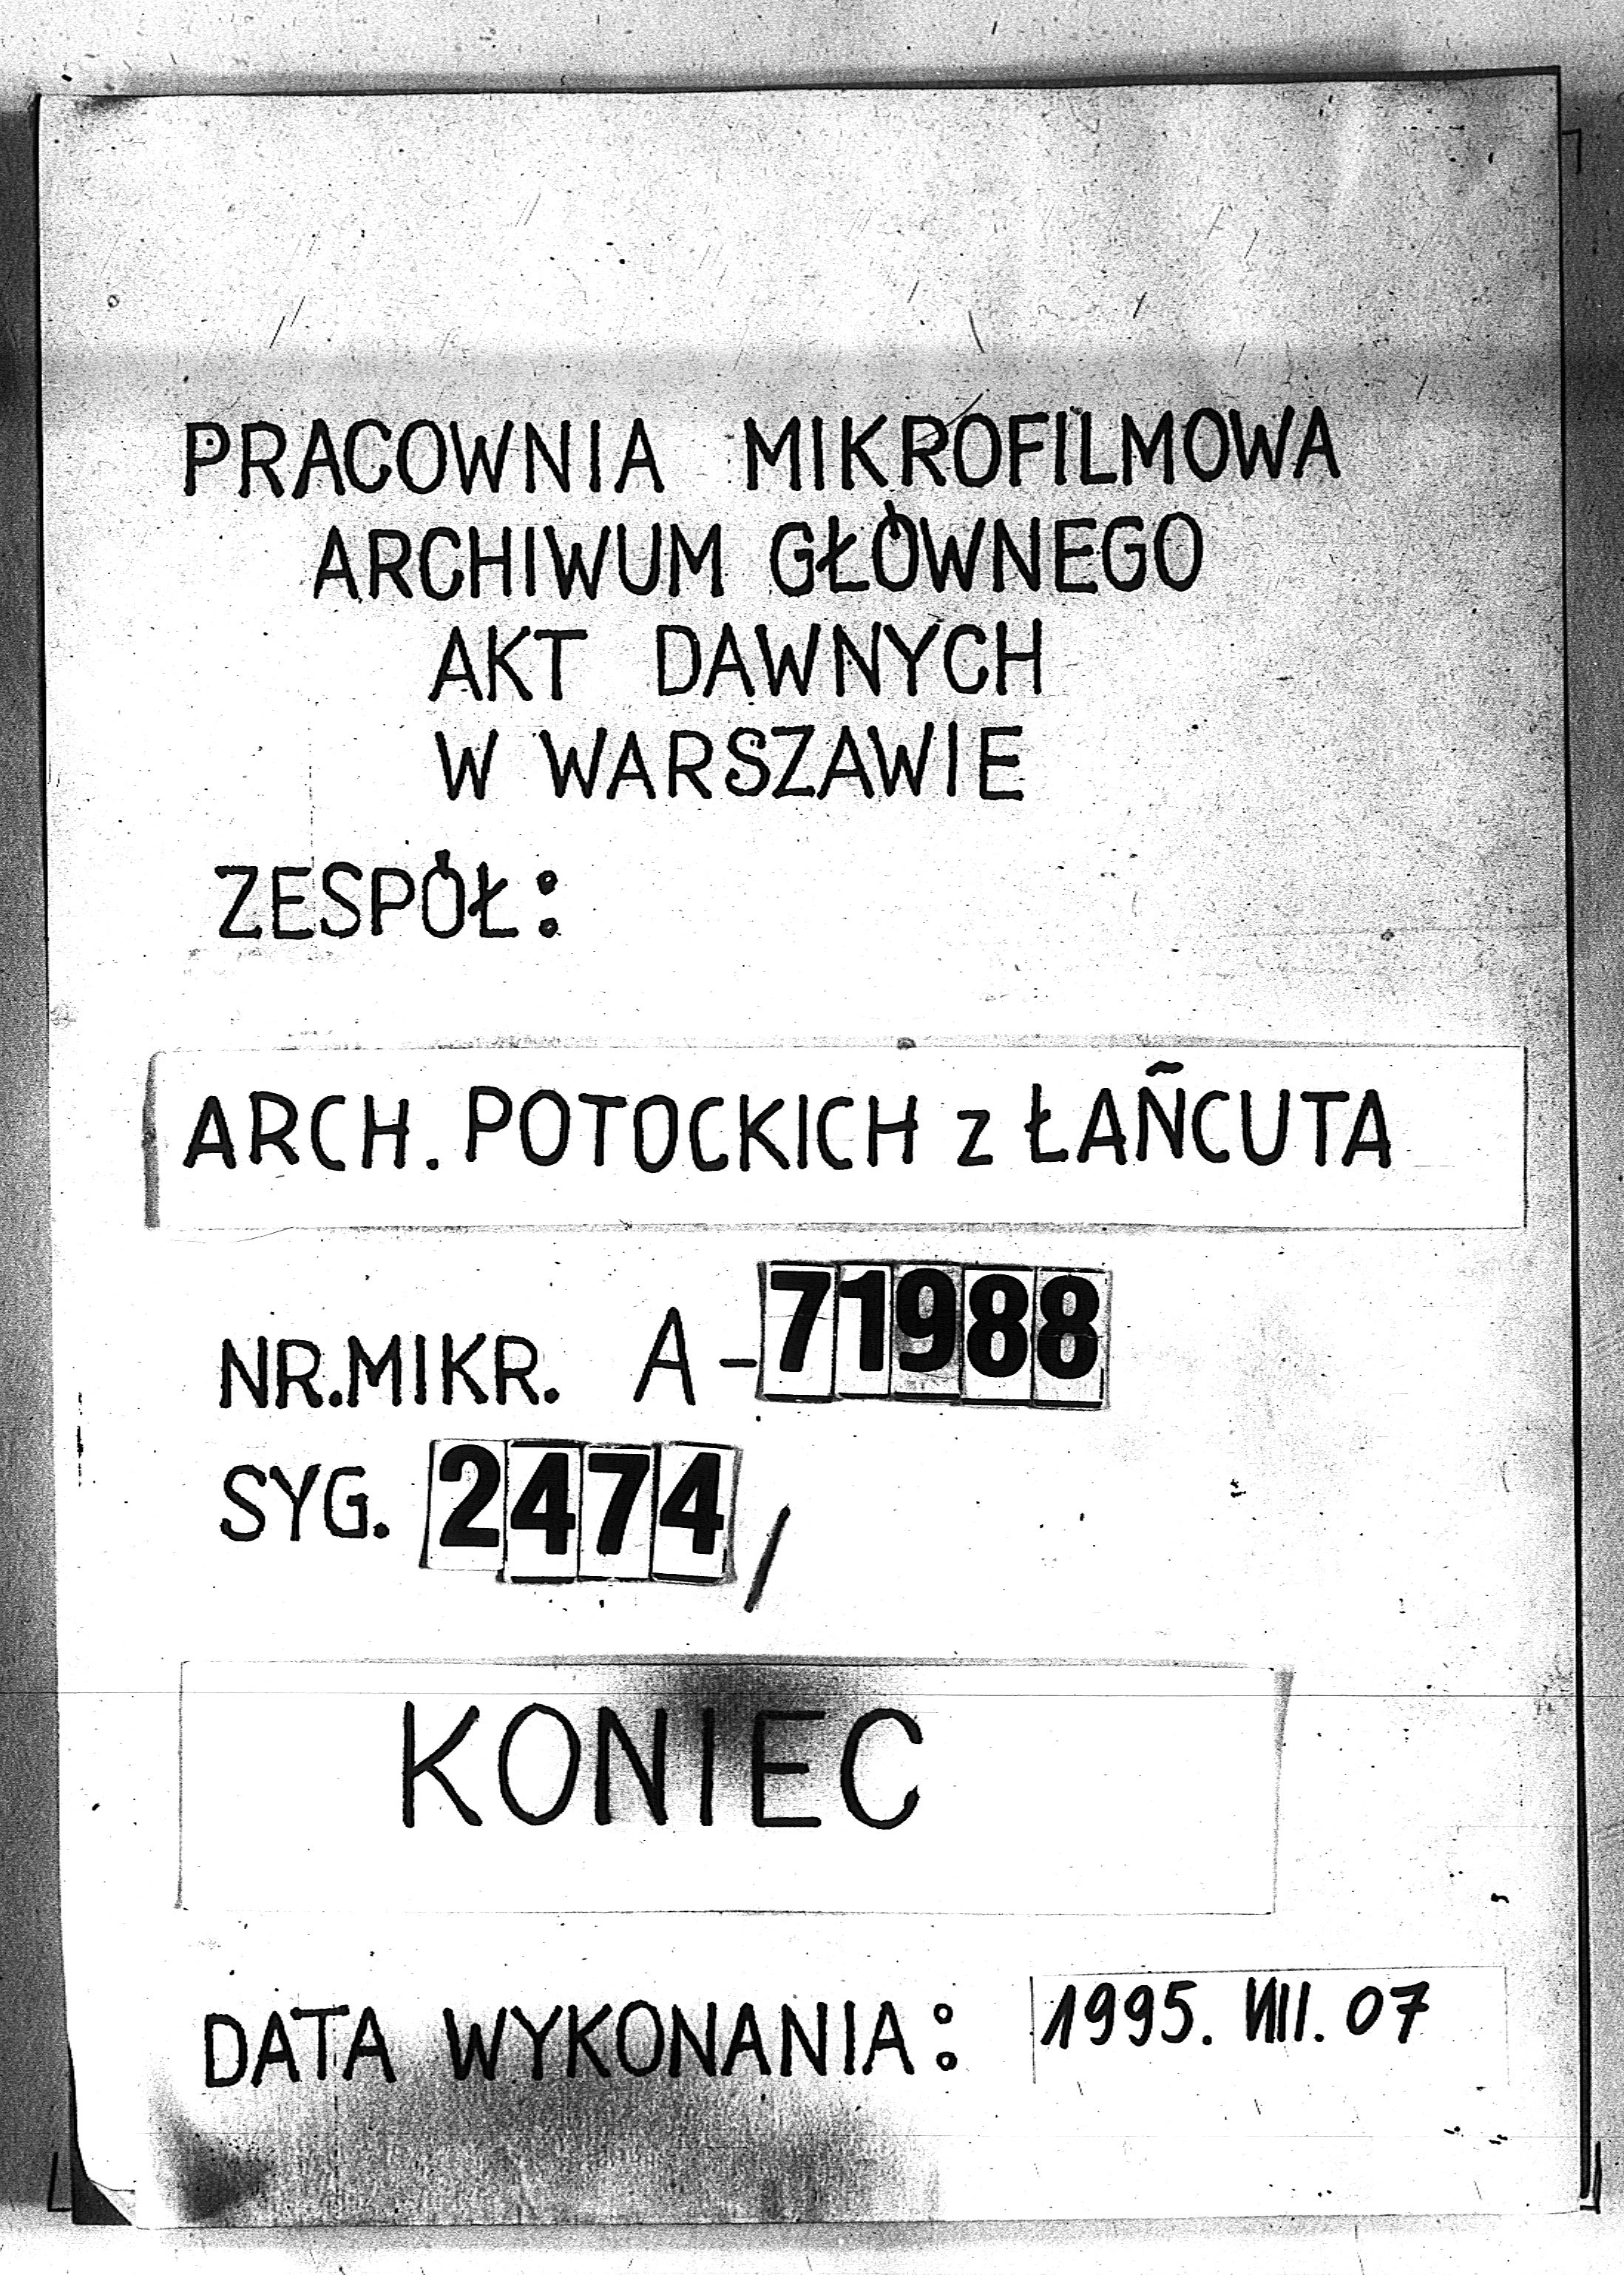 PRACOWNIA MIKROFILMOWA
ARCHIWUM GŁÓWNEGO
AKT DAWNYCH
W WARSZAWIE
ZESPÓŁ:
ARCH. POTOCKICH z ŁAŃCUTA
NR.MIKR. A-71988
SYG. 2474/
KONIEC
DATA WYKONANIA: 1995. VIII. 07